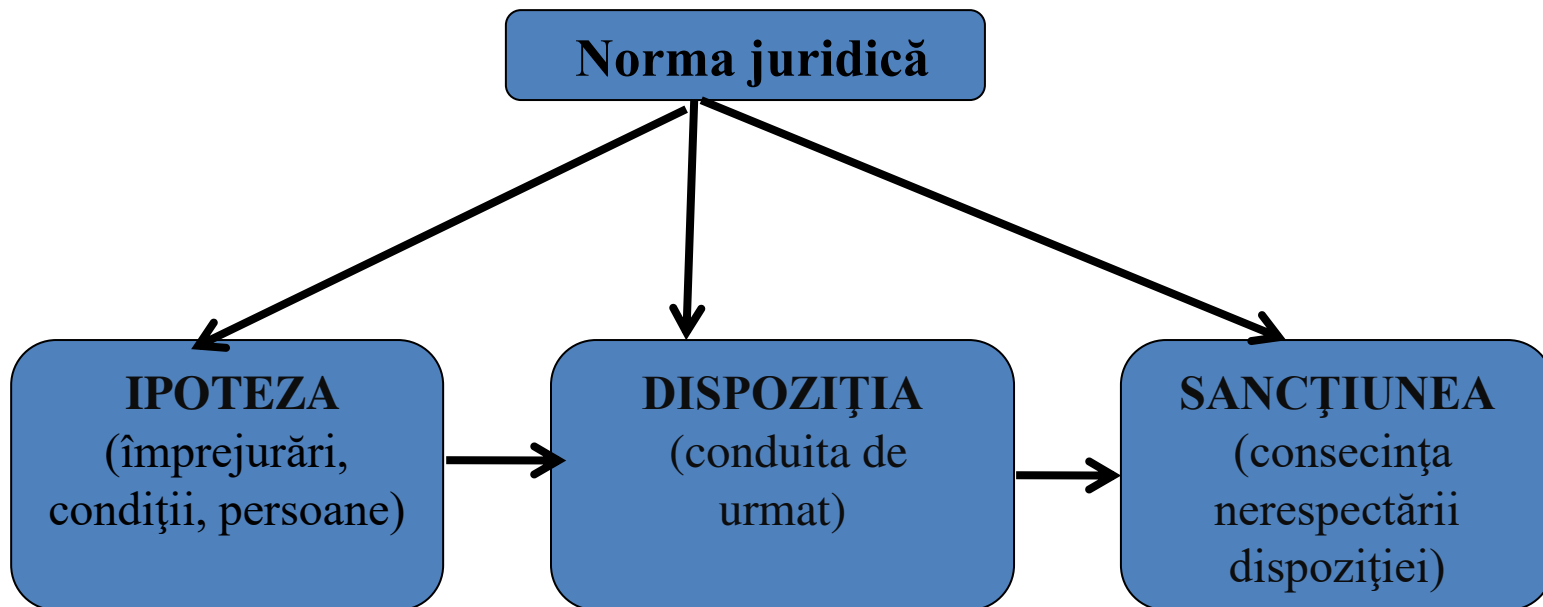 Norma juridică
IPOTEZA
(împrejurări,
condiţii, persoane)
DISPOZIŢIA
(conduita de
urmat)
SANCŢIUNEA
(consecinţa
nerespectării
dispoziţiei)